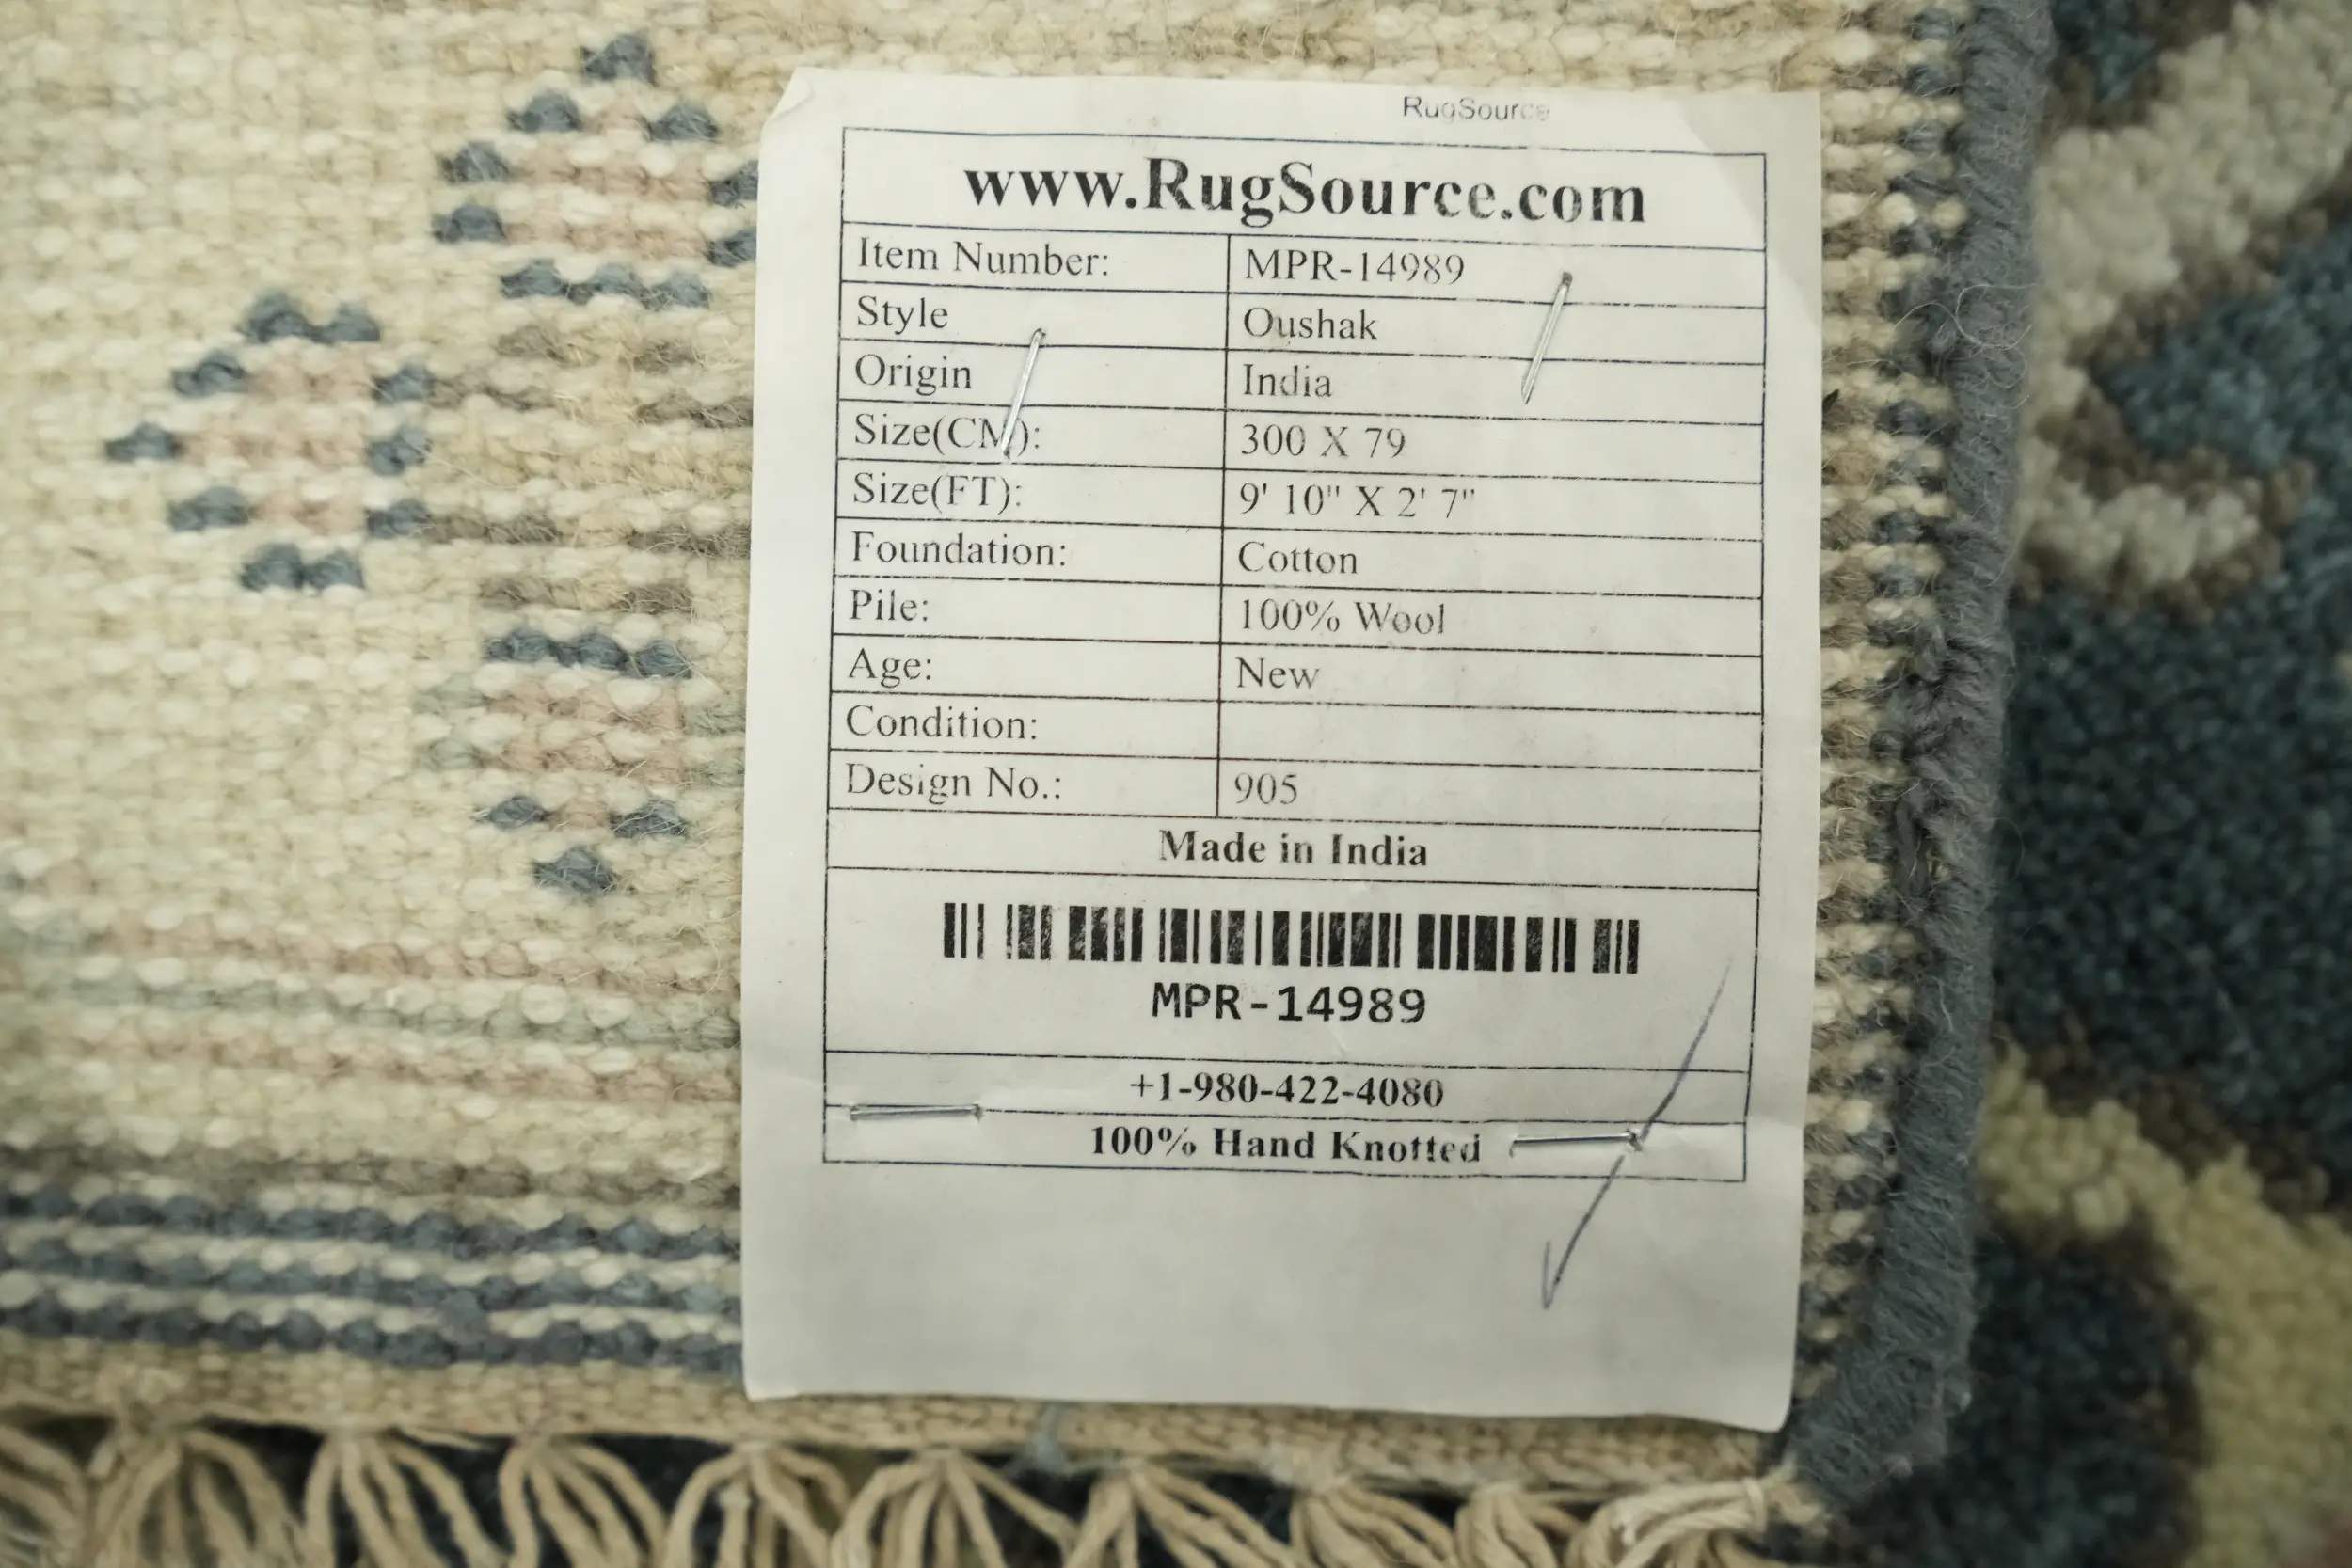 RugSource
www.RugSource.com
Item Number: MPR-14989
Style Oushak
Origin India
Size(CM): 300 X 79
Size(FT): 9' 10" X 2' 7"
Foundation: Cotton
Pile: 100% Wool
Age: New
Condition:
Design No.: 905
Made in India
MPR-14989
+1-980-422-4080
100% Hand Knotted